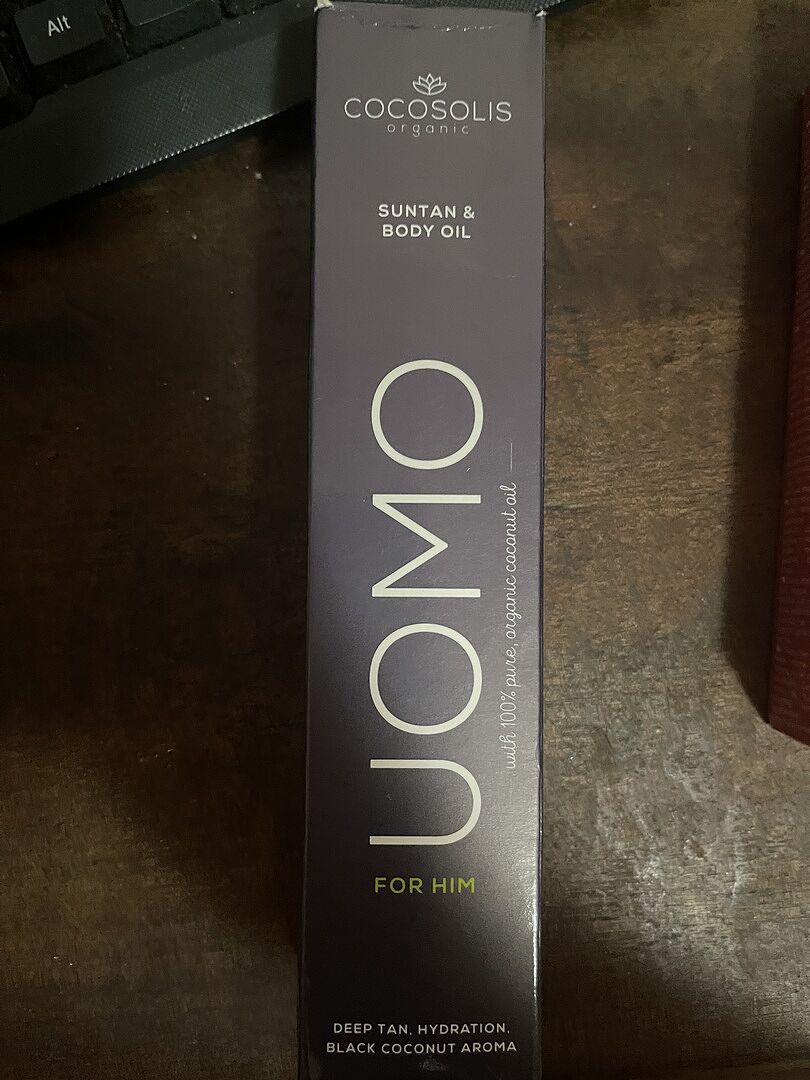 Alt
COCOSOLIS
organic
SUNTAN &
BODY OIL
UOMO
with 100% pure, organic coconut oil
FOR HIM
DEEP TAN, HYDRATION,
BLACK COCONUT AROMA